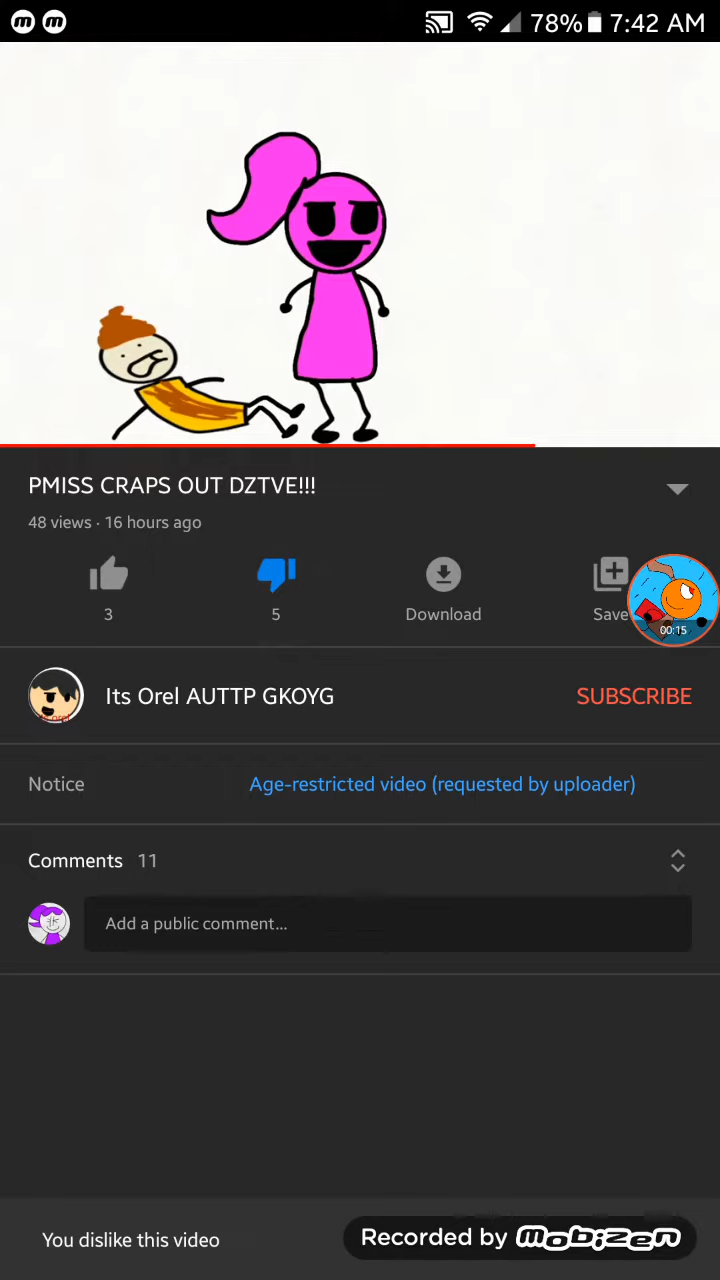 78% 7:42 AM
PMISS CRAPS OUT DZTVE!!!
48 views · 16 hours ago
3
5
Download
Save
00:15
Its Orel AUTTP GKOYG
SUBSCRIBE
Notice
Age-restricted video (requested by uploader)
Comments 11
Add a public comment...
You dislike this video
Recorded by mobizen